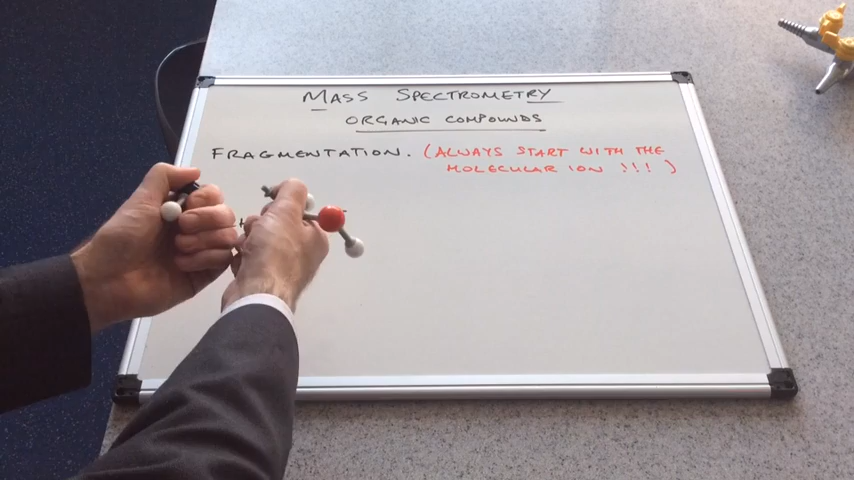 MASS SPECTROMETRY
ORGANIC COMPOUNDS
FRAGMENTATION. (ALWAYS START WITH THE
MOLECULAR ION !!! )